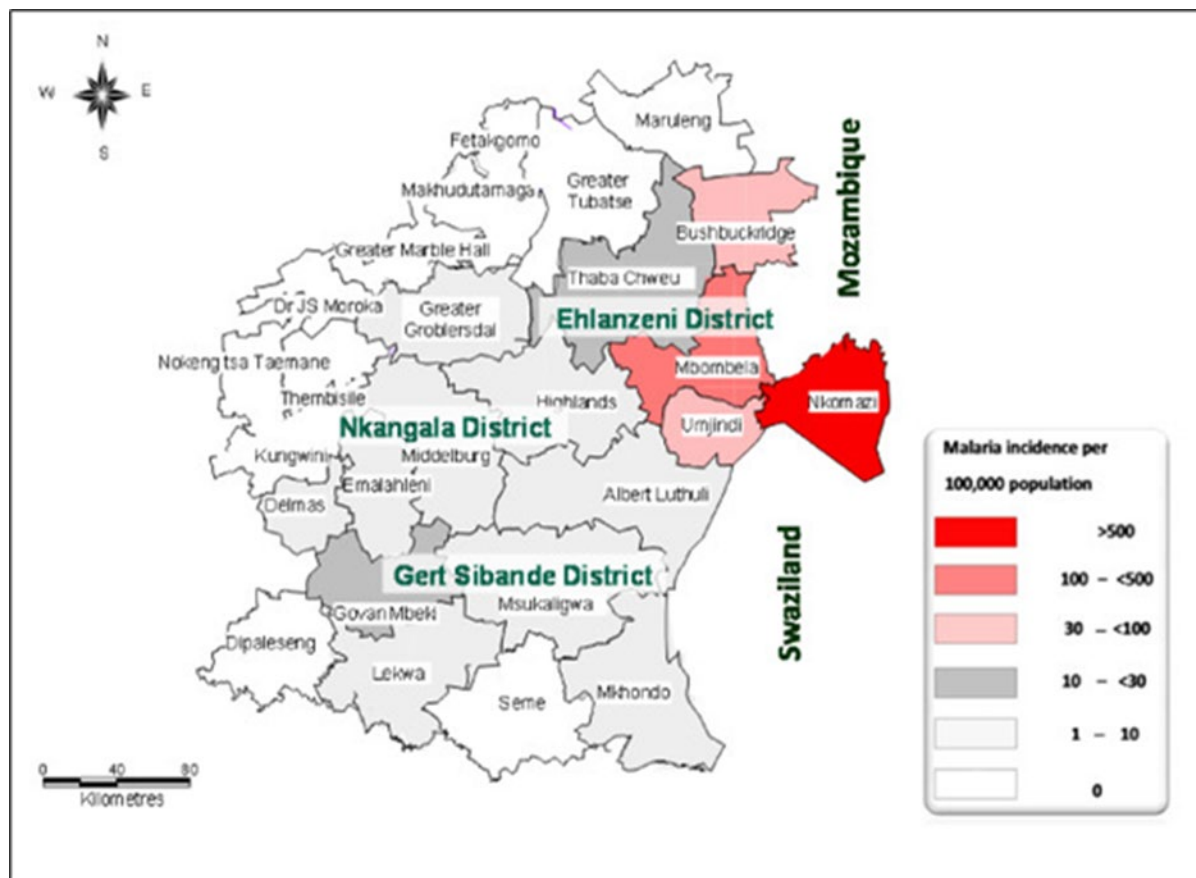 N
W E
S
Maruleng
Fetakgomo
Greater
Tubatse
Makhudutamaga
Bushbuckridge
Greater Marble Hall
Thaba Chweu
Dr JS Moroka
Greater
Groblersdal
Ehlanzeni District
Mozambique
Nokeng tsa Taemane
Mbombela
Thembisile
Highlands
Nkomazi
Umjindi
Nkangala District
Kungwini
Middelburg
Emalahleni
Albert Luthuli
Delmas
Gert Sibande District
Msukaligwa
Govan Mbeki
Swaziland
Dipaleseng
Lekwa
Seme
Mkhondo
0 40 80
Kilometres
Malaria incidence per
100,000 population
>500
100 – <500
30 – <100
10 – <30
1 – 10
0